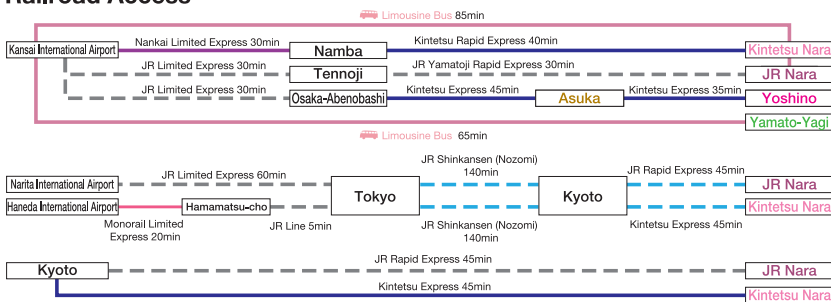 Railroad Access
Limousine Bus 85min
Kansai International Airport
Nankai Limited Express 30min
Namba
Kintetsu Rapid Express 40min
Kintetsu Nara
JR Limited Express 30min
Tennoji
JR Yamatoji Rapid Express 30min
JR Nara
JR Limited Express 30min
Osaka-Abenobashi
Kintetsu Express 45min
Asuka
Kintetsu Express 35min
Yoshino
Yamato-Yagi
Limousine Bus 65min
Narita International Airport
JR Limited Express 60min
Tokyo
JR Shinkansen (Nozomi)
140min
Kyoto
JR Rapid Express 45min
JR Nara
Haneda International Airport
Monorail Limited
Express 20min
Hamamatsu-cho
JR Line 5min
JR Shinkansen (Nozomi)
140min
Kintetsu Express 45min
Kintetsu Nara
Kyoto
JR Rapid Express 45min
JR Nara
Kintetsu Express 45min
Kintetsu Nara